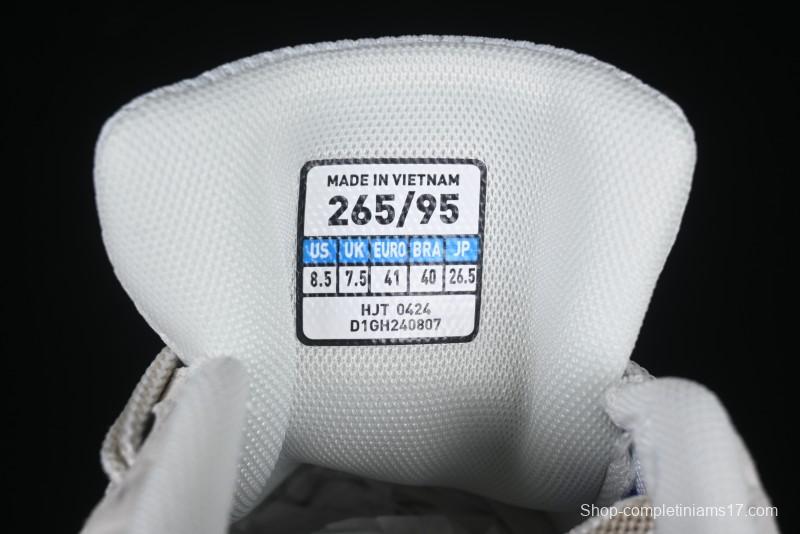 MADE IN VIETNAM
265/95
US UK EURO BRA JP
8.5 7.5 41 40 26.5
HJT 0424
D1GH240807
Shop-completiniams17.com